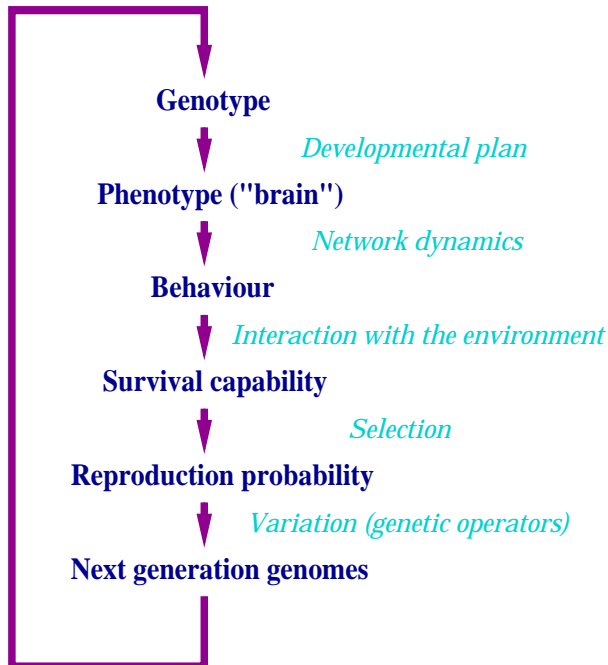 Genotype
Developmental plan
Phenotype ("brain")
Network dynamics
Behaviour
Interaction with the environment
Survival capability
Selection
Reproduction probability
Variation (genetic operators)
Next generation genomes